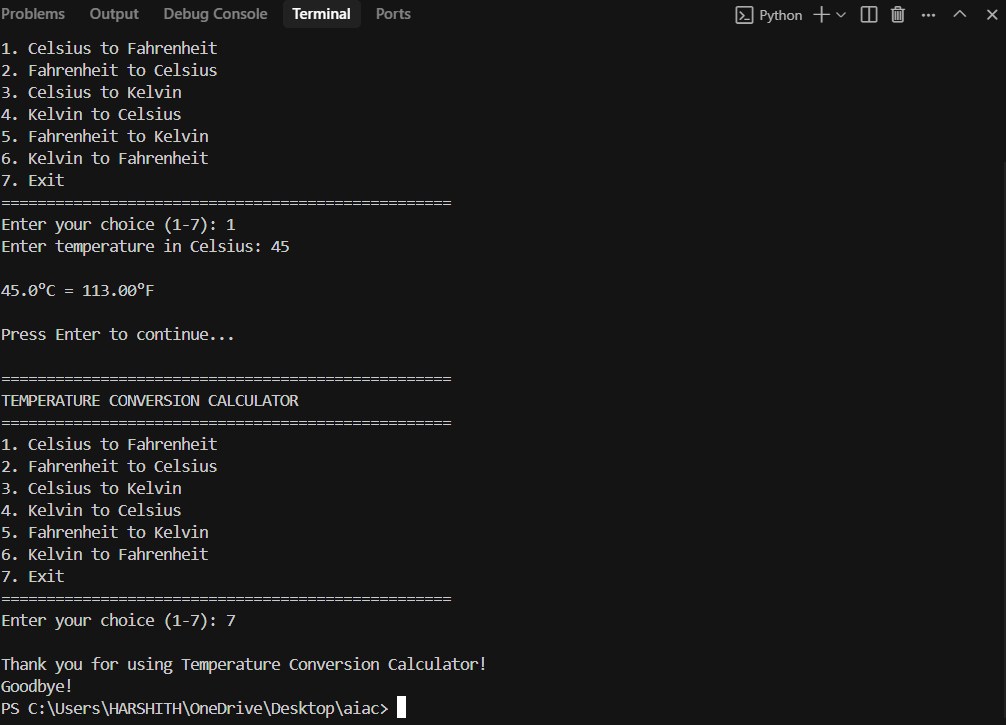 Problems Output Debug Console Terminal Ports Python
1. Celsius to Fahrenheit
2. Fahrenheit to Celsius
3. Celsius to Kelvin
4. Kelvin to Celsius
5. Fahrenheit to Kelvin
6. Kelvin to Fahrenheit
7. Exit
==================================================
Enter your choice (1-7): 1
Enter temperature in Celsius: 45
45.0°C = 113.00°F
Press Enter to continue...
==================================================
TEMPERATURE CONVERSION CALCULATOR
==================================================
1. Celsius to Fahrenheit
2. Fahrenheit to Celsius
3. Celsius to Kelvin
4. Kelvin to Celsius
5. Fahrenheit to Kelvin
6. Kelvin to Fahrenheit
7. Exit
==================================================
Enter your choice (1-7): 7
Thank you for using Temperature Conversion Calculator!
Goodbye!
PS C:\Users\HARSHITH\OneDrive\Desktop\aiac>